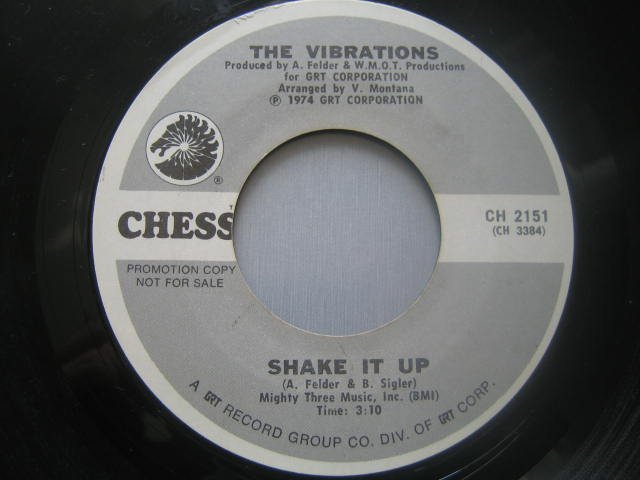 THE VIBRATIONS
Produced by A. Felder & W.M.O.T. Productions
for GRT CORPORATION
Arranged by V. Montana
℗ 1974 GRT CORPORATION
®
CHESS
CH 2151
(CH 3384)
PROMOTION COPY
NOT FOR SALE
SHAKE IT UP
(A. Felder & B. Sigler)
Mighty Three Music, Inc. (BMI)
Time: 3:10
A GRT RECORD GROUP CO. DIV. OF GRT CORP.